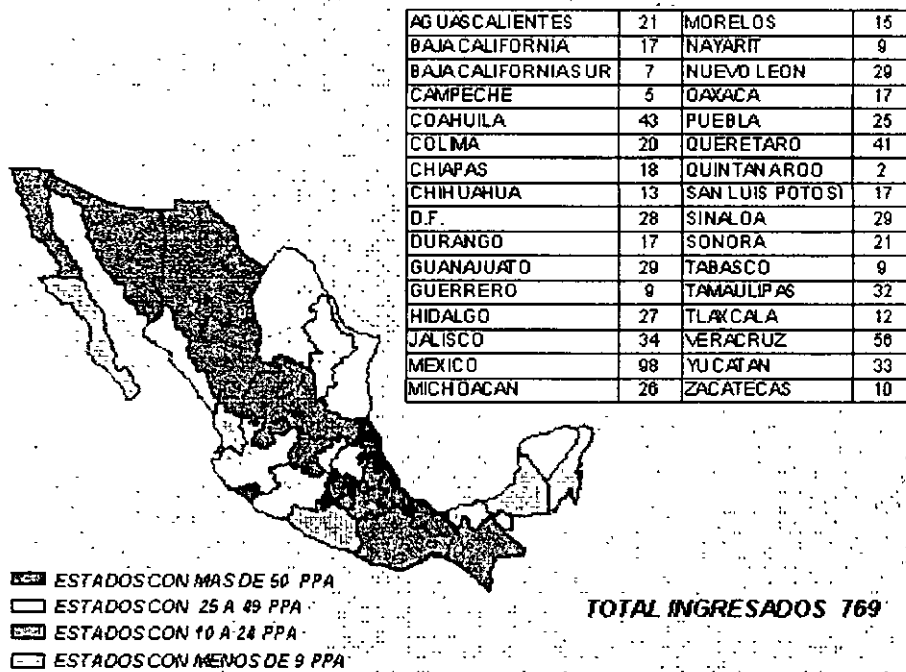 AGUASCALIENTES 21 MORELOS 15
BAJA CALIFORNIA 17 NAYARIT 9
BAJA CALIFORNIA SUR 7 NUEVO LEON 29
CAMPECHE 5 OAXACA 17
COAHUILA 43 PUEBLA 25
COLIMA 20 QUERETARO 41
CHIAPAS 18 QUINTANA ROO 2
CHIHUAHUA 13 SAN LUIS POTOSI 17
D.F. 28 SINALOA 29
DURANGO 17 SONORA 21
GUANAJUATO 29 TABASCO 9
GUERRERO 9 TAMAULIPAS 32
HIDALGO 27 TLAXCALA 12
JALISCO 34 VERACRUZ 56
MEXICO 98 YUCATAN 33
MICHOACAN 26 ZACATECAS 10
ESTADOS CON MAS DE 50 PPA
ESTADOS CON 25 A 49 PPA
ESTADOS CON 10 A 24 PPA
ESTADOS CON MENOS DE 9 PPA
TOTAL INGRESADOS 769